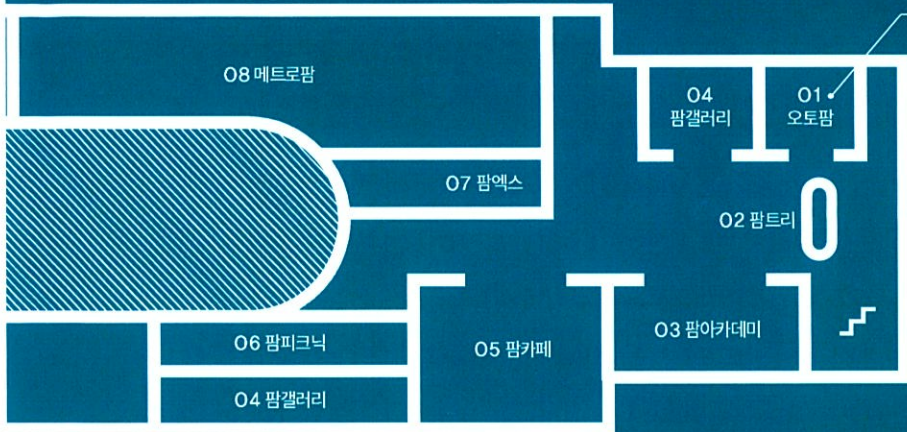 08 메트로팜
04
팜갤러리
01
오토팜
07 팜엑스
02 팜트리
06 팜피크닉
05 팜카페
03 팜아카데미
04 팜갤러리